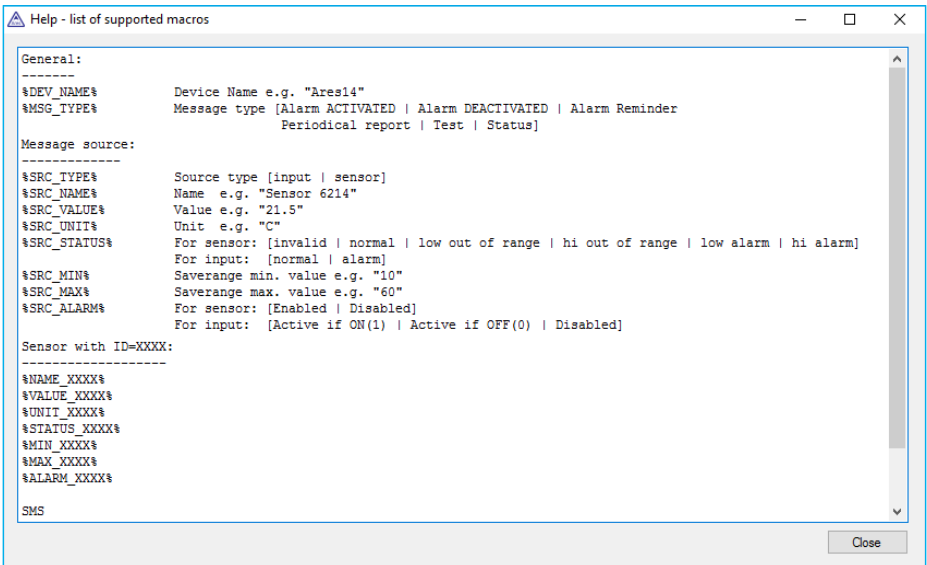 Help - list of supported macros
General:
-------
%DEV_NAME% Device Name e.g. "Ares14"
%MSG_TYPE% Message type [Alarm ACTIVATED | Alarm DEACTIVATED | Alarm Reminder
Periodical report | Test | Status]
Message source:
-------------
%SRC_TYPE% Source type [input | sensor]
%SRC_NAME% Name  e.g. "Sensor 6214"
%SRC_VALUE% Value e.g. "21.5"
%SRC_UNIT% Unit  e.g. "C"
%SRC_STATUS% For sensor: [invalid | normal | low out of range | hi out of range | low alarm | hi alarm]
For input:  [normal | alarm]
%SRC_MIN% Saverange min. value e.g. "10"
%SRC_MAX% Saverange max. value e.g. "60"
%SRC_ALARM% For sensor: [Enabled | Disabled]
For input:  [Active if ON(1) | Active if OFF(0) | Disabled]
Sensor with ID=XXXX:
-------------------
%NAME_XXXX%
%VALUE_XXXX%
%UNIT_XXXX%
%STATUS_XXXX%
%MIN_XXXX%
%MAX_XXXX%
%ALARM_XXXX%
SMS
Close